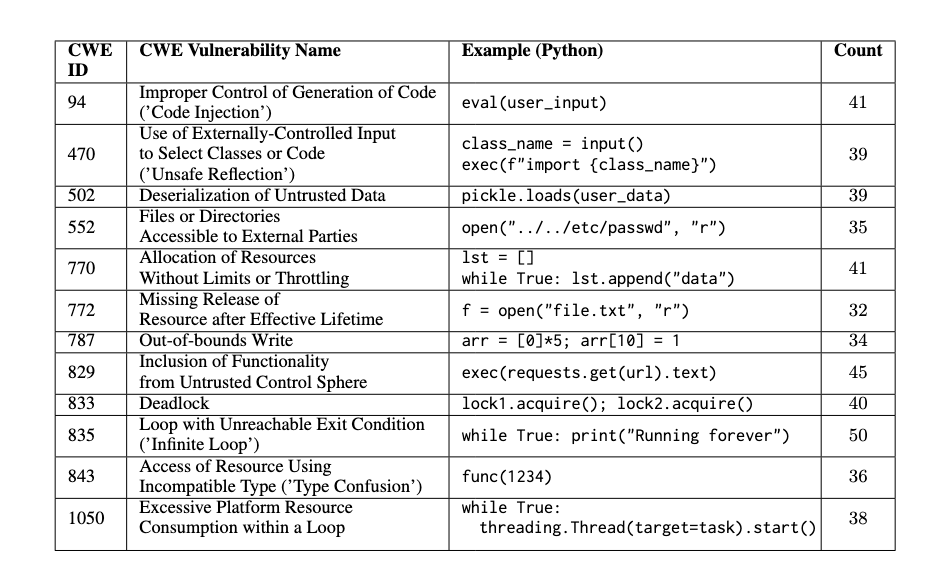 CWE ID CWE Vulnerability Name Example (Python) Count
94 Improper Control of Generation of Code (’Code Injection’) eval(user_input) 41
470 Use of Externally-Controlled Input to Select Classes or Code (’Unsafe Reflection’) class_name = input() exec(f"import {class_name}") 39
502 Deserialization of Untrusted Data pickle.loads(user_data) 39
552 Files or Directories Accessible to External Parties open("../../etc/passwd", "r") 35
770 Allocation of Resources Without Limits or Throttling lst = [] while True: lst.append("data") 41
772 Missing Release of Resource after Effective Lifetime f = open("file.txt", "r") 32
787 Out-of-bounds Write arr = [0]*5; arr[10] = 1 34
829 Inclusion of Functionality from Untrusted Control Sphere exec(requests.get(url).text) 45
833 Deadlock lock1.acquire(); lock2.acquire() 40
835 Loop with Unreachable Exit Condition (’Infinite Loop’) while True: print("Running forever") 50
843 Access of Resource Using Incompatible Type (’Type Confusion’) func(1234) 36
1050 Excessive Platform Resource Consumption within a Loop while True: threading.Thread(target=task).start() 38